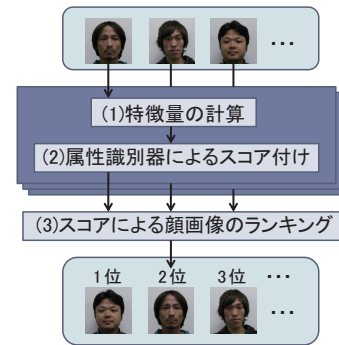 …
(1)特徴量の計算
(2)属性識別器によるスコア付け
(3)スコアによる顔画像のランキング
1位 2位 3位 …
…